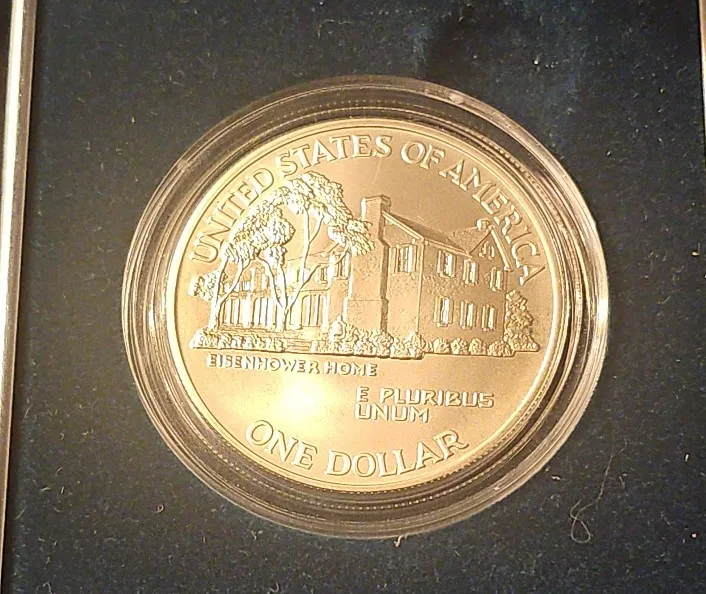 UNITED STATES OF AMERICA
EISENHOWER HOME
E PLURIBUS
UNUM
ONE DOLLAR